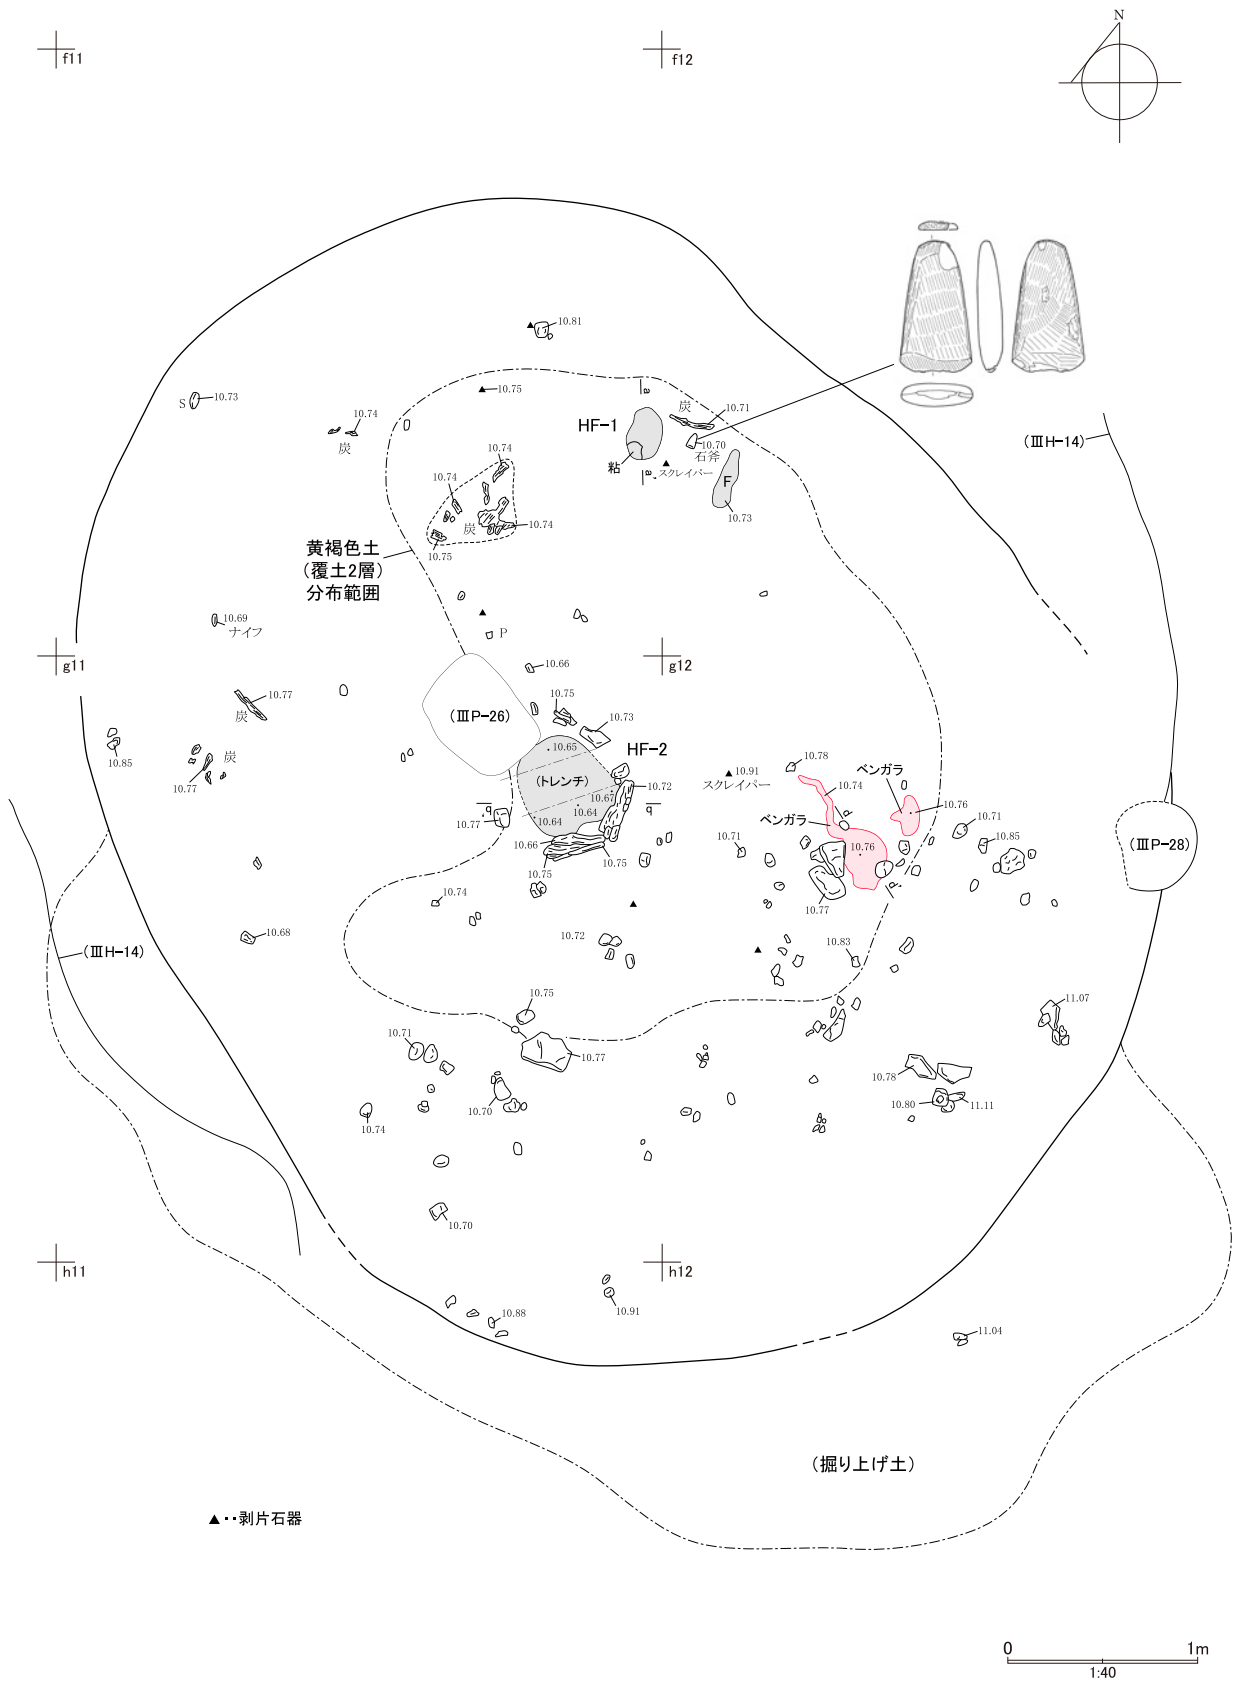 f11
f12
N
10.81
S
10.73
10.75
10.74
炭
a
炭
10.71
HF-1
10.70
石斧
粘
a'
スクレイパー
F
10.73
(ⅢH-14)
10.74
10.74
炭
10.74
10.75
黄褐色土
(覆土2層)
分布範囲
10.69
ナイフ
P
g11
g12
10.66
10.77
炭
10.75
10.73
(ⅢP-26)
HF-2
10.85
炭
10.77
10.65
(トレンチ)
10.72
10.67
10.64
10.64
b'
b
10.77
10.66
10.75
10.75
10.91
スクレイパー
10.78
10.74
ベンガラ
10.76
ベンガラ
d
10.76
d'
10.71
10.71
10.85
10.77
(ⅢP-28)
10.74
10.68
(ⅢH-14)
10.72
10.83
10.75
10.71
10.77
11.07
10.78
10.80
11.11
10.70
10.74
10.70
h11
h12
10.88
10.91
11.04
(掘り上げ土)
▲‥剥片石器
0
1m
1:40